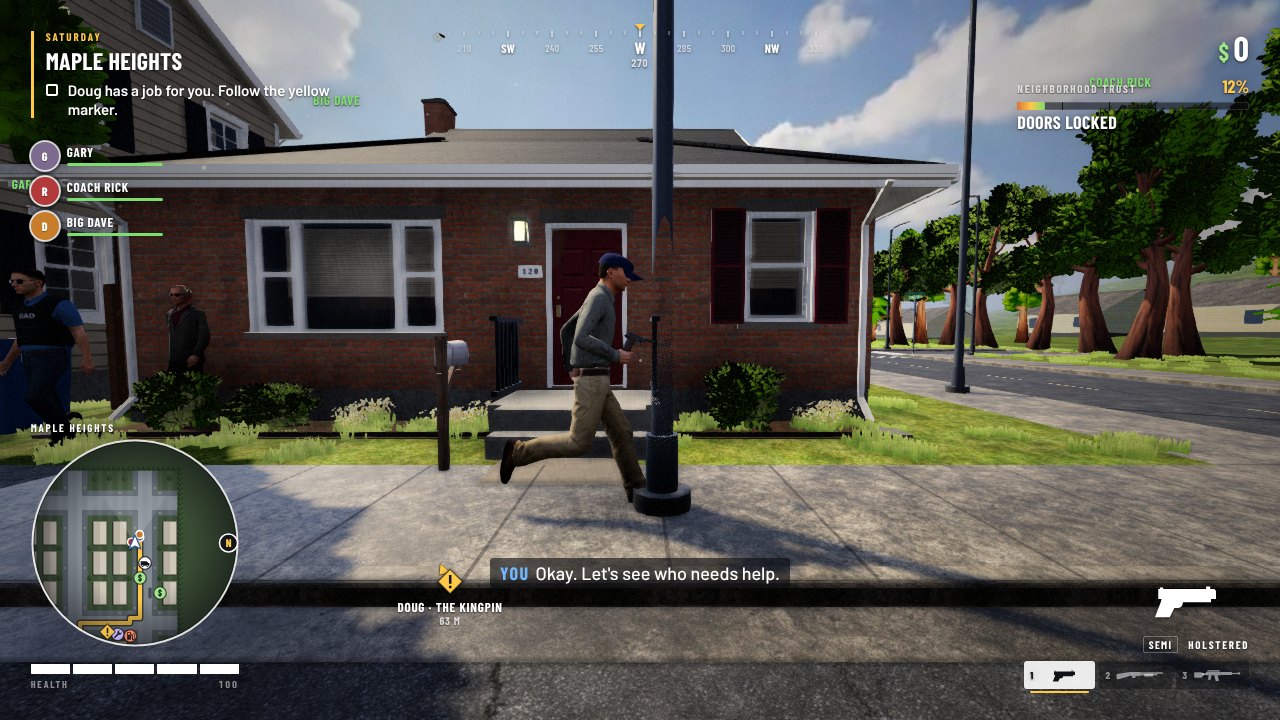 SATURDAY
MAPLE HEIGHTS
Doug has a job for you. Follow the yellow
marker.
BIG DAVE
G GARY
R COACH RICK
D BIG DAVE
210 SW 240 255 W 285 300 NW 330
270
$0
COACH RICK
NEIGHBORHOOD TRUST 12%
DOORS LOCKED
120
MAPLE HEIGHTS
N
HEALTH 100
YOU Okay. Let's see who needs help.
DOUG · THE KINGPIN
63 M
SEMI HOLSTERED
1 2 3